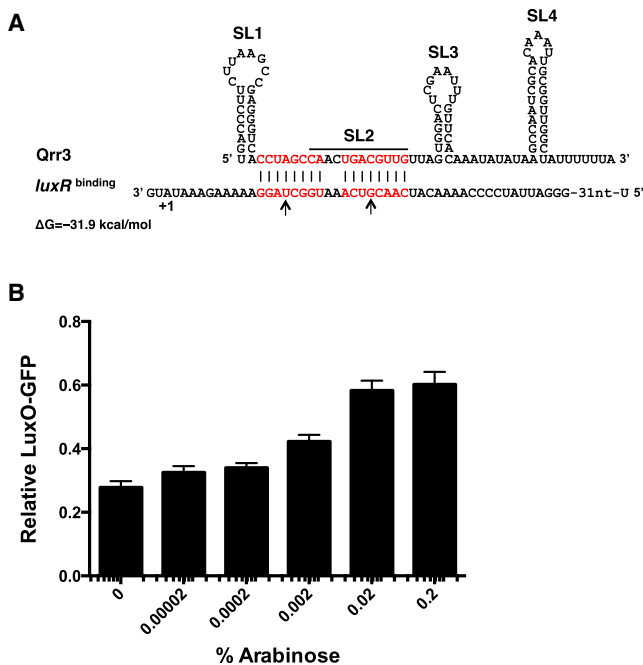 A
SL1
SL3
SL4
SL2
Qrr3
5' UACCUAGCCAACUGACGUUGUUAGCAAAUAUAUAAUAUUUUUUA 3'
luxR binding
3' GUAUAAAGAAAAAGGAUCGGUAAACUGCAACUACAAAACCCCUAUUAGGG-31nt-U 5'
+1
ΔG=−31.9 kcal/mol
B
Relative LuxO-GFP
0.8
0.6
0.4
0.2
0.0
0
0.00002
0.0002
0.002
0.02
0.2
% Arabinose